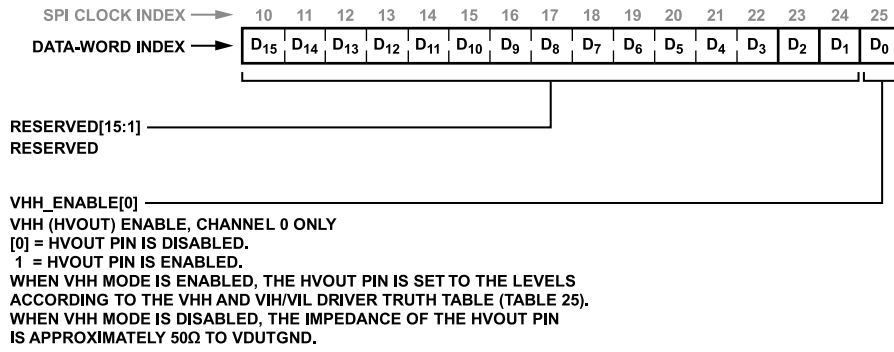 SPI CLOCK INDEX 10 11 12 13 14 15 16 17 18 19 20 21 22 23 24 25
DATA-WORD INDEX D15 D14 D13 D12 D11 D10 D9 D8 D7 D6 D5 D4 D3 D2 D1 D0
RESERVED[15:1]
RESERVED
VHH_ENABLE[0]
VHH (HVOUT) ENABLE, CHANNEL 0 ONLY
[0] = HVOUT PIN IS DISABLED.
1 = HVOUT PIN IS ENABLED.
WHEN VHH MODE IS ENABLED, THE HVOUT PIN IS SET TO THE LEVELS
ACCORDING TO THE VHH AND VIH/VIL DRIVER TRUTH TABLE (TABLE 25).
WHEN VHH MODE IS DISABLED, THE IMPEDANCE OF THE HVOUT PIN
IS APPROXIMATELY 50Ω TO VDUTGND.